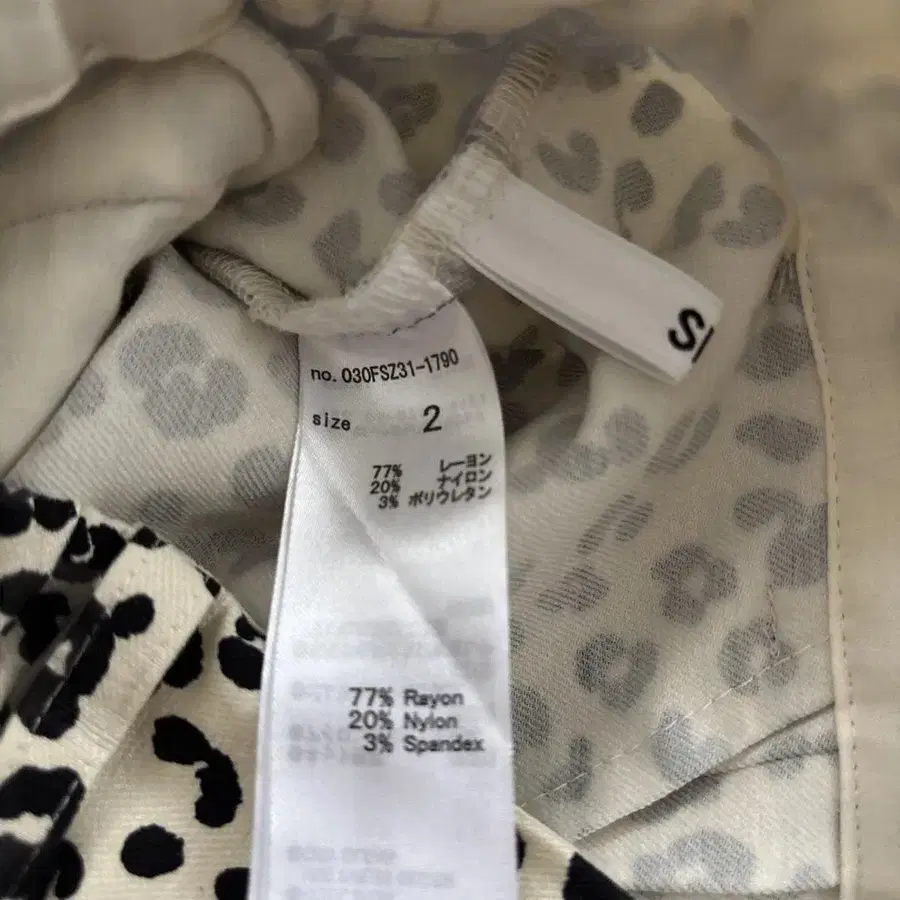 no. 030FSZ31-1790
size 2
77% レーヨン
20% ナイロン
3% ポリウレタン
77% Rayon
20% Nylon
3% Spandex